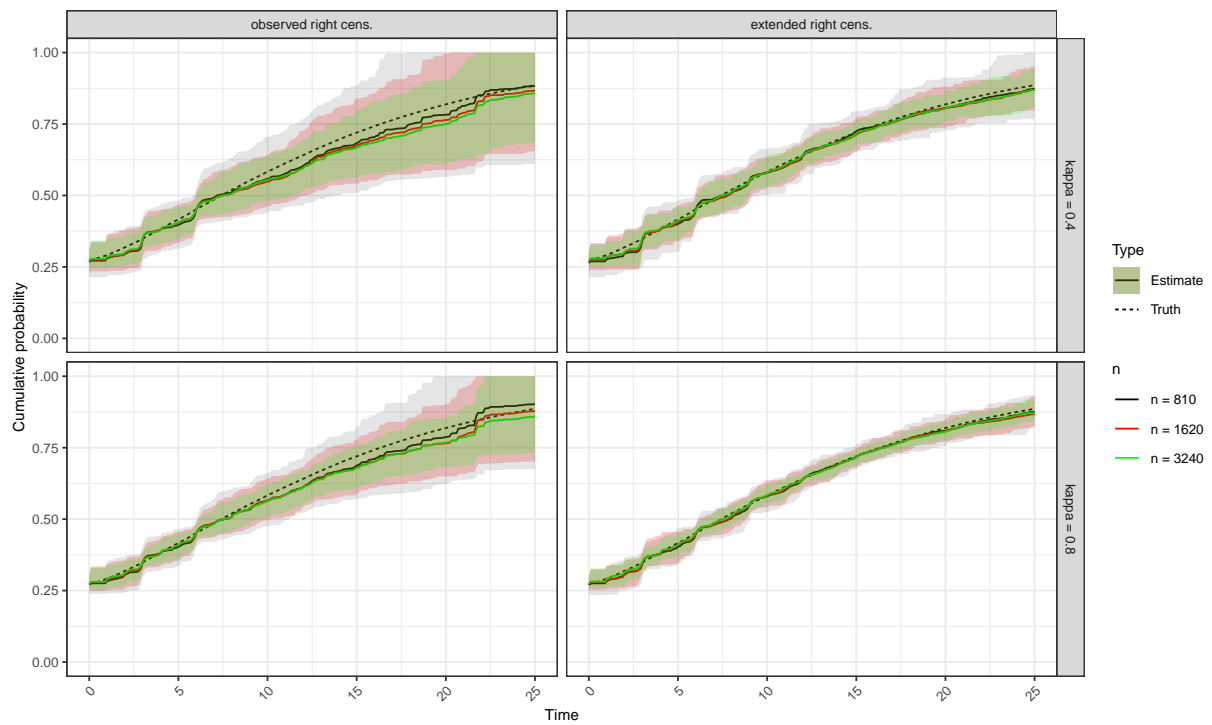 observed right cens.
extended right cens.
1.00
0.75
0.50
0.25
0.00
kappa = 0.4
1.00
0.75
0.50
0.25
0.00
kappa = 0.8
Cumulative probability
0
5
10
15
20
25
0
5
10
15
20
25
Time
Type
Estimate
Truth
n
n = 810
n = 1620
n = 3240